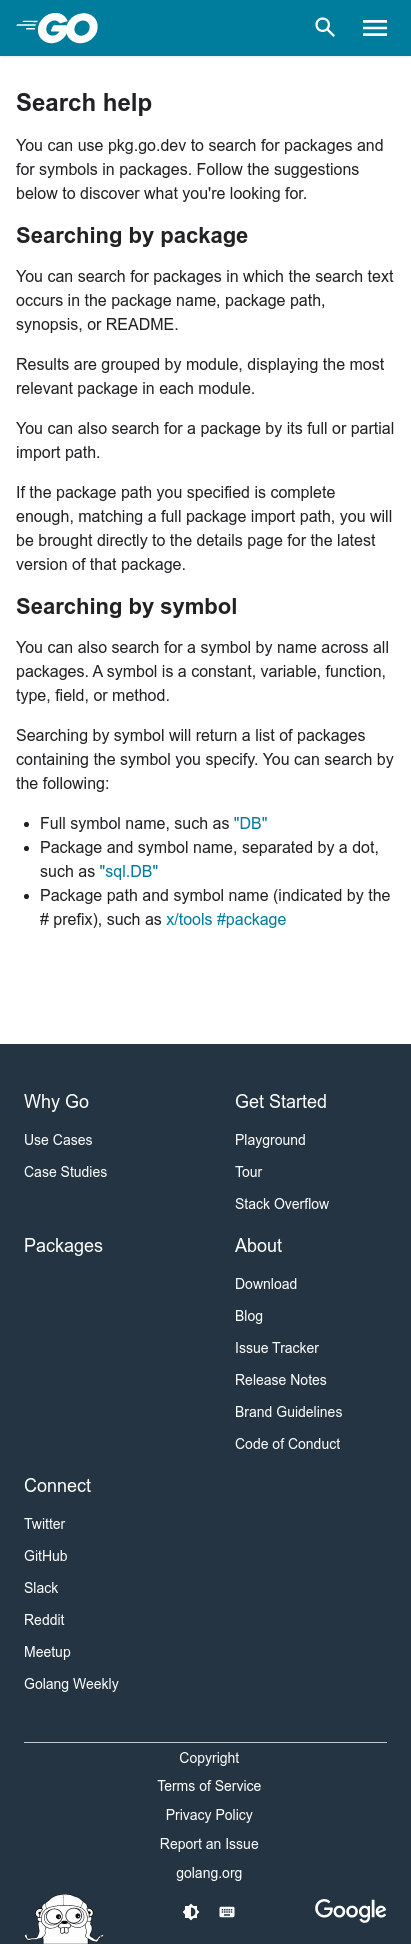 GO
Search help
You can use pkg.go.dev to search for packages and
for symbols in packages. Follow the suggestions
below to discover what you're looking for.
Searching by package
You can search for packages in which the search text
occurs in the package name, package path,
synopsis, or README.
Results are grouped by module, displaying the most
relevant package in each module.
You can also search for a package by its full or partial
import path.
If the package path you specified is complete
enough, matching a full package import path, you will
be brought directly to the details page for the latest
version of that package.
Searching by symbol
You can also search for a symbol by name across all
packages. A symbol is a constant, variable, function,
type, field, or method.
Searching by symbol will return a list of packages
containing the symbol you specify. You can search by
the following:
• Full symbol name, such as "DB"
• Package and symbol name, separated by a dot,
such as "sql.DB"
• Package path and symbol name (indicated by the
# prefix), such as x/tools #package
Why Go
Use Cases
Case Studies
Get Started
Playground
Tour
Stack Overflow
Packages
About
Download
Blog
Issue Tracker
Release Notes
Brand Guidelines
Code of Conduct
Connect
Twitter
GitHub
Slack
Reddit
Meetup
Golang Weekly
Copyright
Terms of Service
Privacy Policy
Report an Issue
golang.org
Google